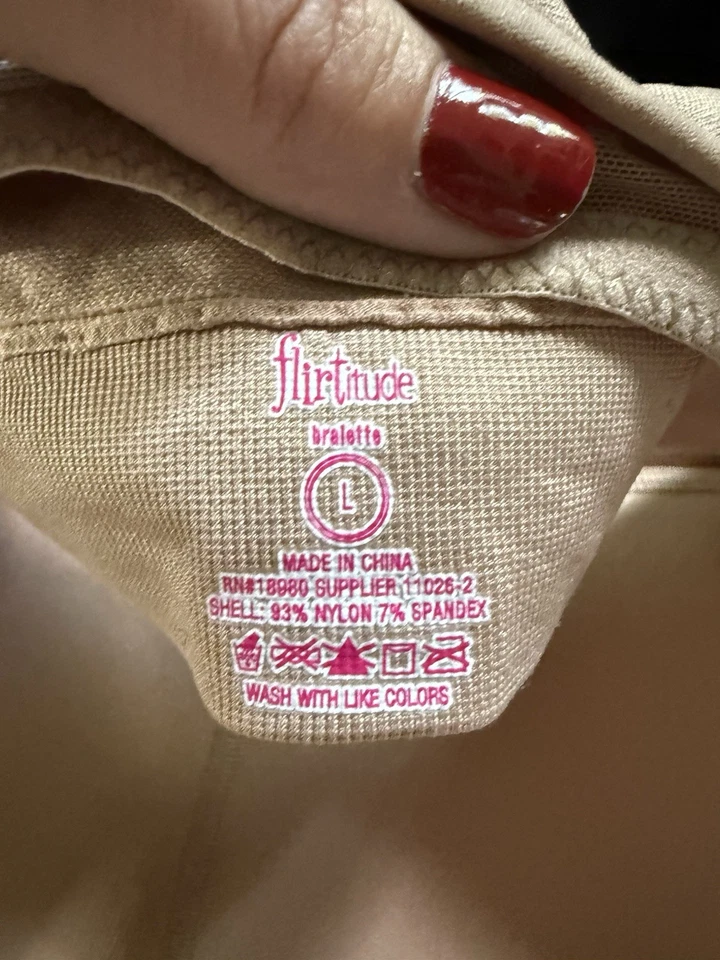 flirtitude
bralette
L
MADE IN CHINA
RN#18980 SUPPLIER 11026-2
SHELL: 93% NYLON 7% SPANDEX
WASH WITH LIKE COLORS